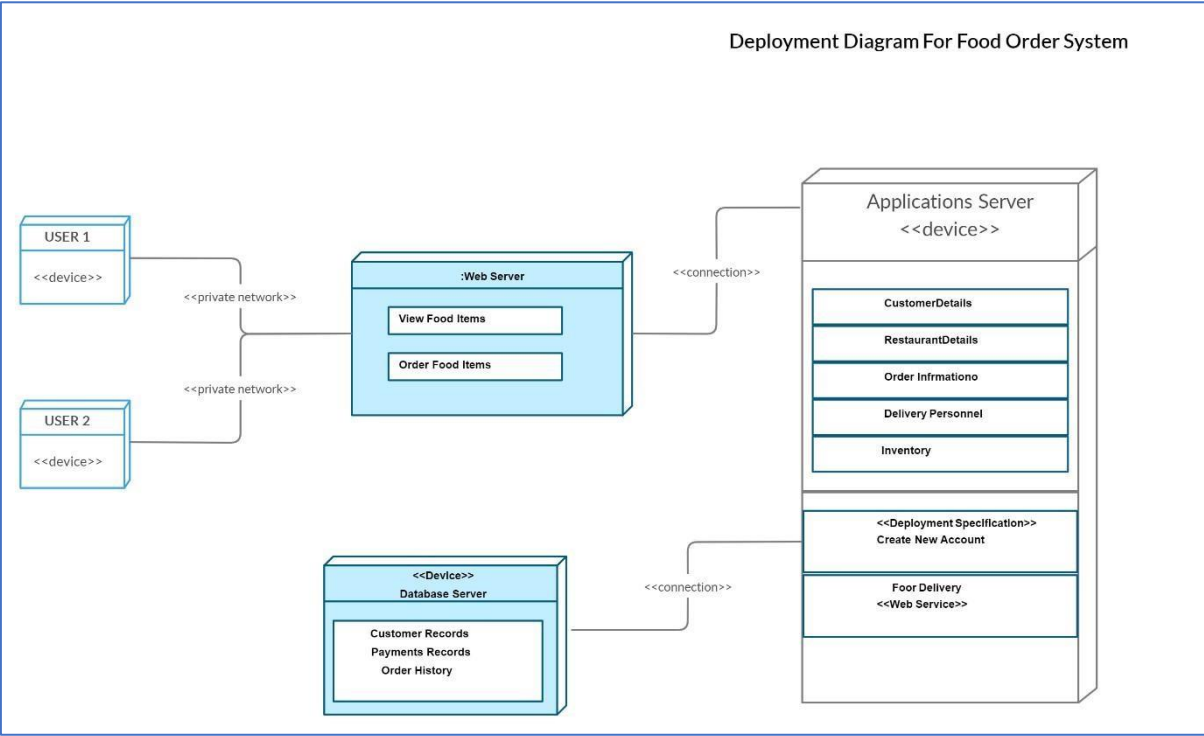 Deployment Diagram For Food Order System
USER 1
<<device>>
<<private network>>
<<private network>>
USER 2
<<device>>
:Web Server
View Food Items
Order Food Items
<<connection>>
Applications Server
<<device>>
CustomerDetails
RestaurantDetails
Order Infrmationo
Delivery Personnel
Inventory
<<Deployment Specification>>
Create New Account
Foor Delivery
<<Web Service>>
<<connection>>
<<Device>>
Database Server
Customer Records
Payments Records
Order History